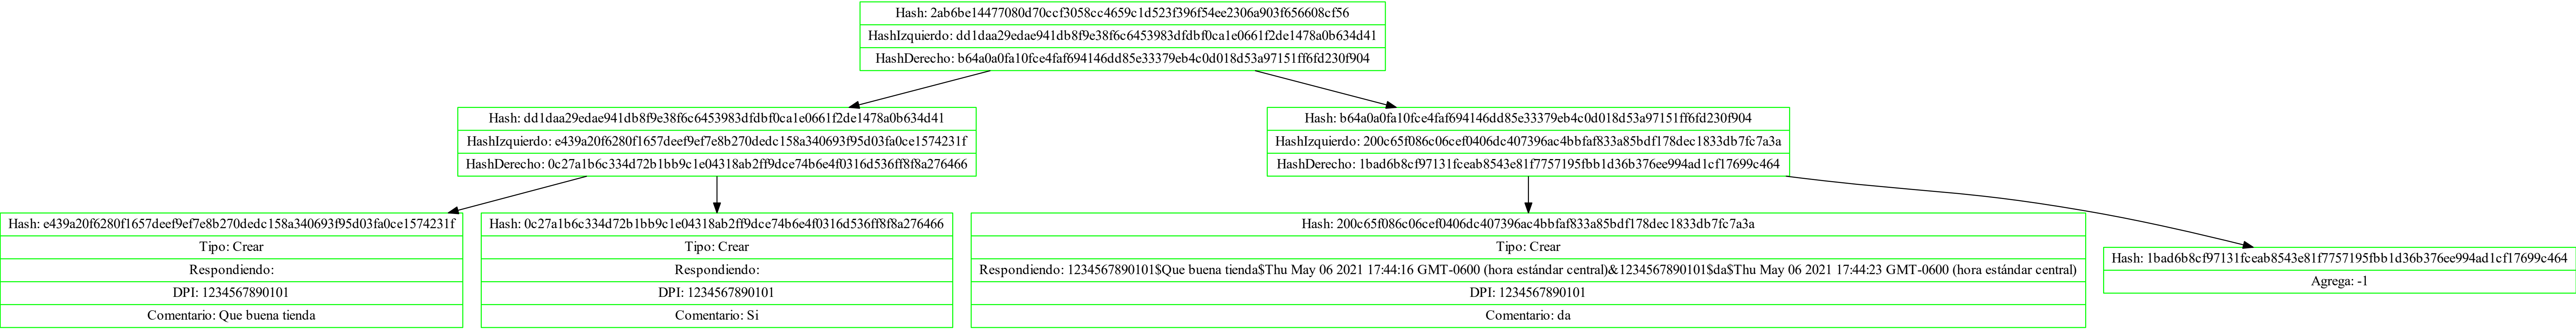 Hash: 2ab6be14477080d70ccf3058cc4659c1d523f396f54ee2306a903f656608cf56
HashIzquierdo: dd1daa29edae941db8f9e38f6c6453983dfdbf0ca1e0661f2de1478a0b634d41
HashDerecho: b64a0a0fa10fce4faf694146dd85e33379eb4c0d018d53a97151ff6fd230f904
Hash: dd1daa29edae941db8f9e38f6c6453983dfdbf0ca1e0661f2de1478a0b634d41
HashIzquierdo: e439a20f6280f1657deef9ef7e8b270dedc158a340693f95d03fa0ce1574231f
HashDerecho: 0c27a1b6c334d72b1bb9c1e04318ab2ff9dce74b6e4f0316d536ff8f8a276466
Hash: b64a0a0fa10fce4faf694146dd85e33379eb4c0d018d53a97151ff6fd230f904
HashIzquierdo: 200c65f086c06cef0406dc407396ac4bbfaf833a85bdf178dec1833db7fc7a3a
HashDerecho: 1bad6b8cf97131fceab8543e81f7757195fbb1d36b376ee994ad1cf17699c464
Hash: e439a20f6280f1657deef9ef7e8b270dedc158a340693f95d03fa0ce1574231f
Tipo: Crear
Respondiendo:
DPI: 1234567890101
Comentario: Que buena tienda
Hash: 0c27a1b6c334d72b1bb9c1e04318ab2ff9dce74b6e4f0316d536ff8f8a276466
Tipo: Crear
Respondiendo:
DPI: 1234567890101
Comentario: Si
Hash: 200c65f086c06cef0406dc407396ac4bbfaf833a85bdf178dec1833db7fc7a3a
Tipo: Crear
Respondiendo: 1234567890101$Que buena tienda$Thu May 06 2021 17:44:16 GMT-0600 (hora estándar central)&1234567890101$da$Thu May 06 2021 17:44:23 GMT-0600 (hora estándar central)
DPI: 1234567890101
Comentario: da
Hash: 1bad6b8cf97131fceab8543e81f7757195fbb1d36b376ee994ad1cf17699c464
Agrega: -1